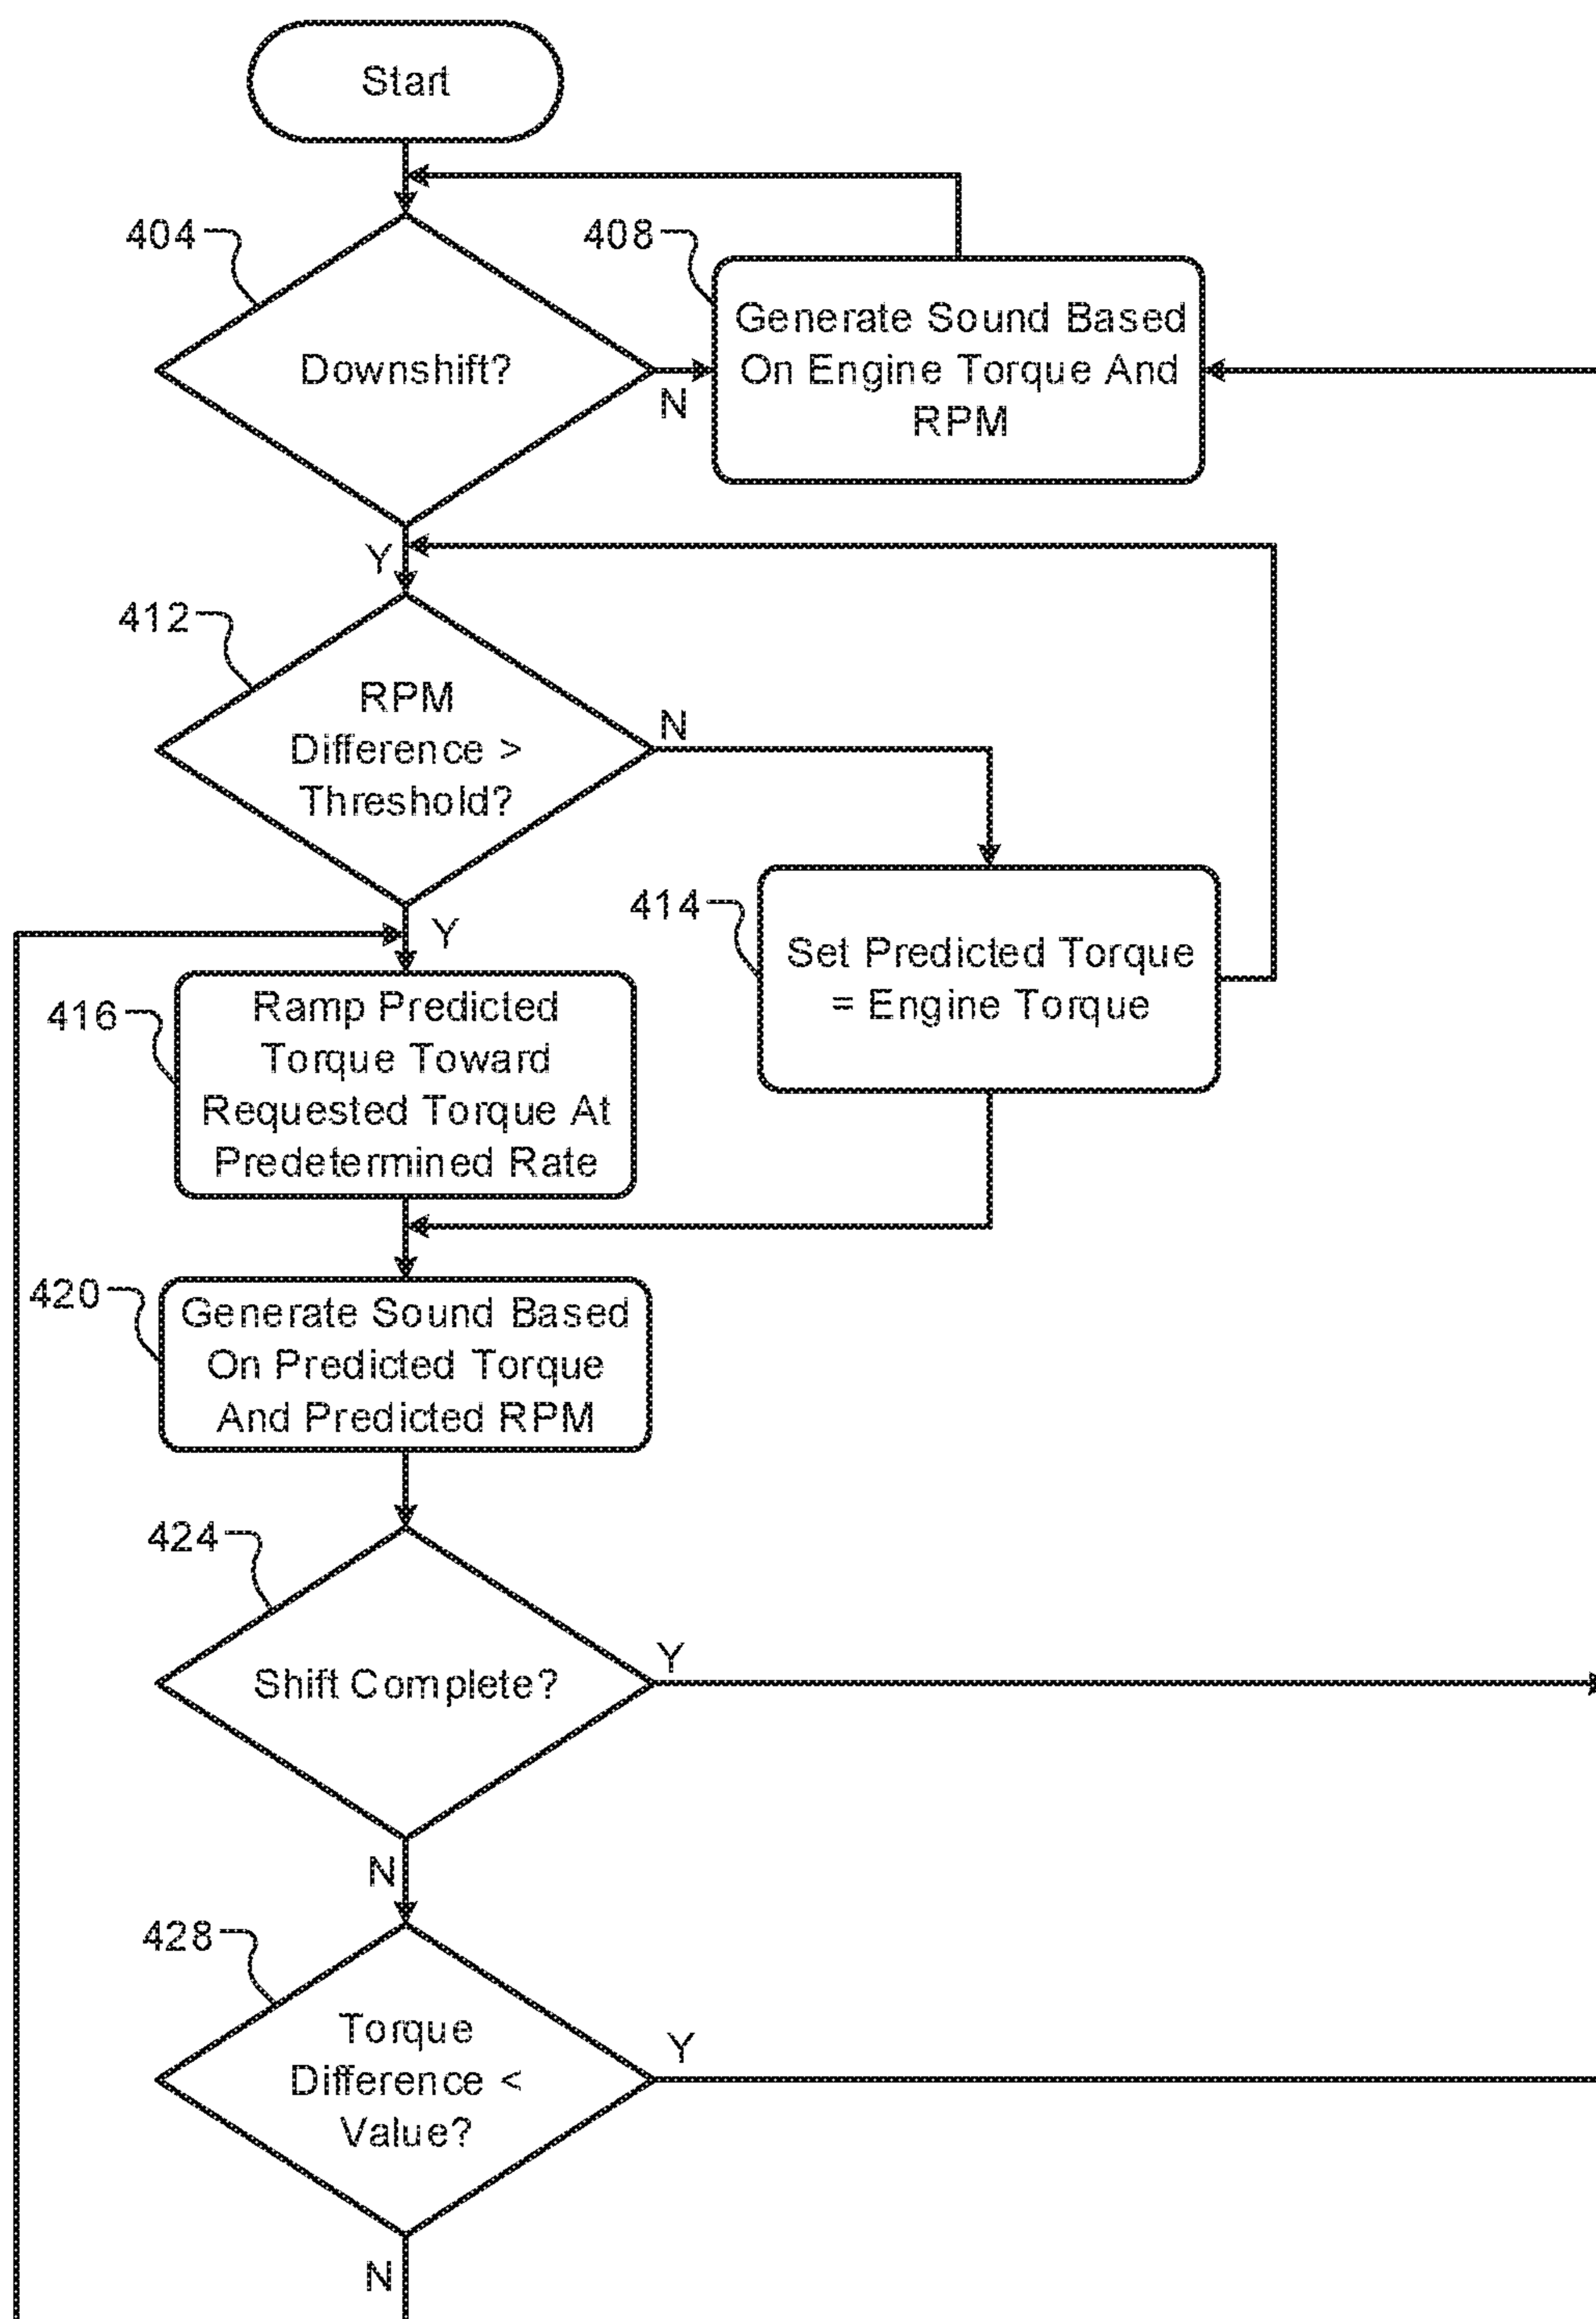 Start
404
Downshift?
N
408
Generate Sound Based
On Engine Torque And
RPM
Y
412
RPM
Difference >
Threshold?
N
Y
414
Set Predicted Torque
= Engine Torque
416
Ramp Predicted
Torque Toward
Requested Torque At
Predetermined Rate
420
Generate Sound Based
On Predicted Torque
And Predicted RPM
424
Shift Complete?
Y
N
428
Torque
Difference <
Value?
Y
N